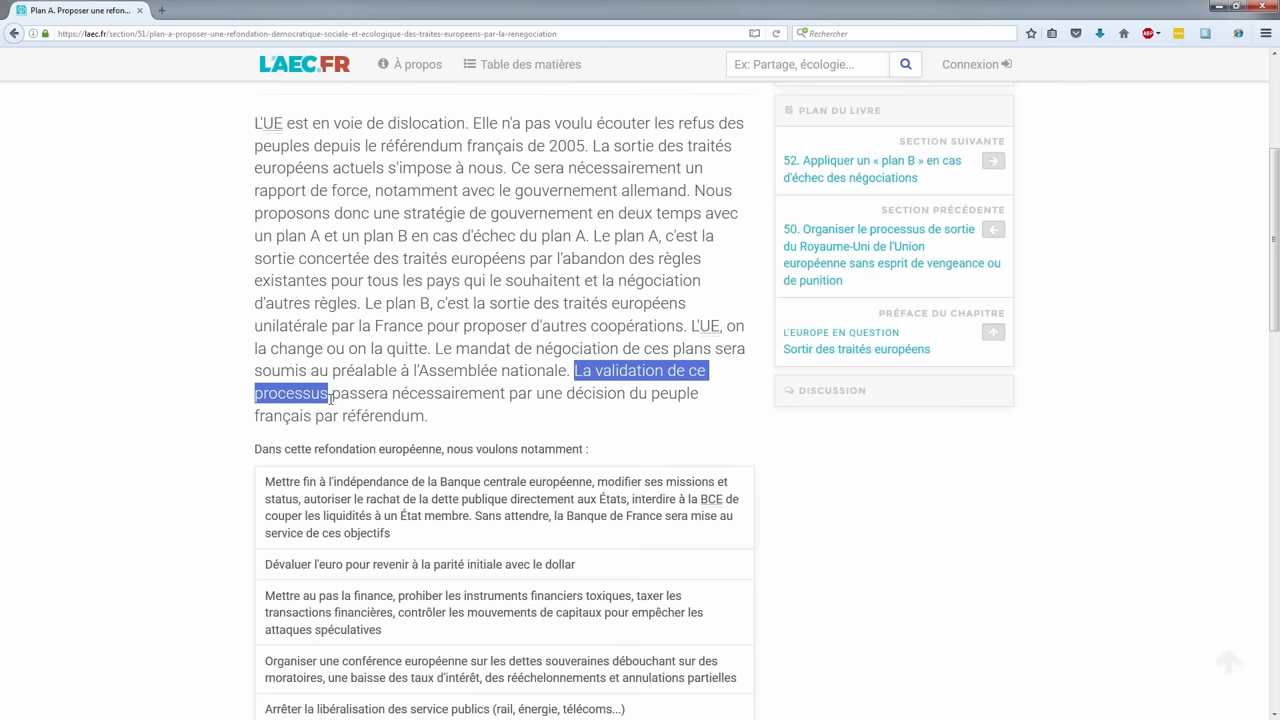 Plan A. Proposer une refon...
https://laec.fr/section/51/plan-a-proposer-une-refondation-democratique-sociale-et-ecologique-des-traites-europeens-par-la-renegociation
Rechercher
ABP
L'AEC.FR
À propos
Table des matières
Ex: Partage, écologie...
Connexion
L'UE est en voie de dislocation. Elle n'a pas voulu écouter les refus des
peuples depuis le référendum français de 2005. La sortie des traités
européens actuels s'impose à nous. Ce sera nécessairement un
rapport de force, notamment avec le gouvernement allemand. Nous
proposons donc une stratégie de gouvernement en deux temps avec
un plan A et un plan B en cas d'échec du plan A. Le plan A, c'est la
sortie concertée des traités européens par l'abandon des règles
existantes pour tous les pays qui le souhaitent et la négociation
d'autres règles. Le plan B, c'est la sortie des traités européens
unilatérale par la France pour proposer d'autres coopérations. L'UE, on
la change ou on la quitte. Le mandat de négociation de ces plans sera
soumis au préalable à l'Assemblée nationale. La validation de ce
processus passera nécessairement par une décision du peuple
français par référendum.
Dans cette refondation européenne, nous voulons notamment :
Mettre fin à l'indépendance de la Banque centrale européenne, modifier ses missions et
status, autoriser le rachat de la dette publique directement aux États, interdire à la BCE de
couper les liquidités à un État membre. Sans attendre, la Banque de France sera mise au
service de ces objectifs
Dévaluer l'euro pour revenir à la parité initiale avec le dollar
Mettre au pas la finance, prohiber les instruments financiers toxiques, taxer les
transactions financières, contrôler les mouvements de capitaux pour empêcher les
attaques spéculatives
Organiser une conférence européenne sur les dettes souveraines débouchant sur des
moratoires, une baisse des taux d'intérêt, des rééchelonnements et annulations partielles
Arrêter la libéralisation des service publics (rail, énergie, télécoms...)
PLAN DU LIVRE
SECTION SUIVANTE
52. Appliquer un « plan B » en cas
d'échec des négociations
SECTION PRÉCÉDENTE
50. Organiser le processus de sortie
du Royaume-Uni de l'Union
européenne sans esprit de vengeance ou
de punition
PRÉFACE DU CHAPITRE
L'EUROPE EN QUESTION
Sortir des traités européens
DISCUSSION